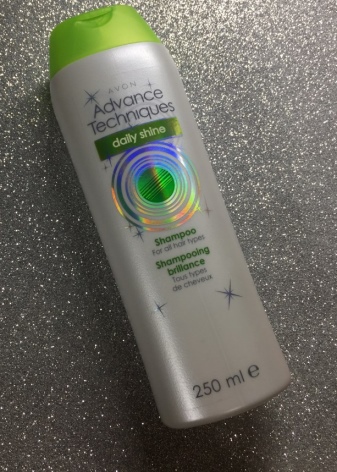 AVON
Advance
Techniques
daily shine
Shampoo
For all hair types
Shampooing
brillance
Tous types
de cheveux
250 ml e